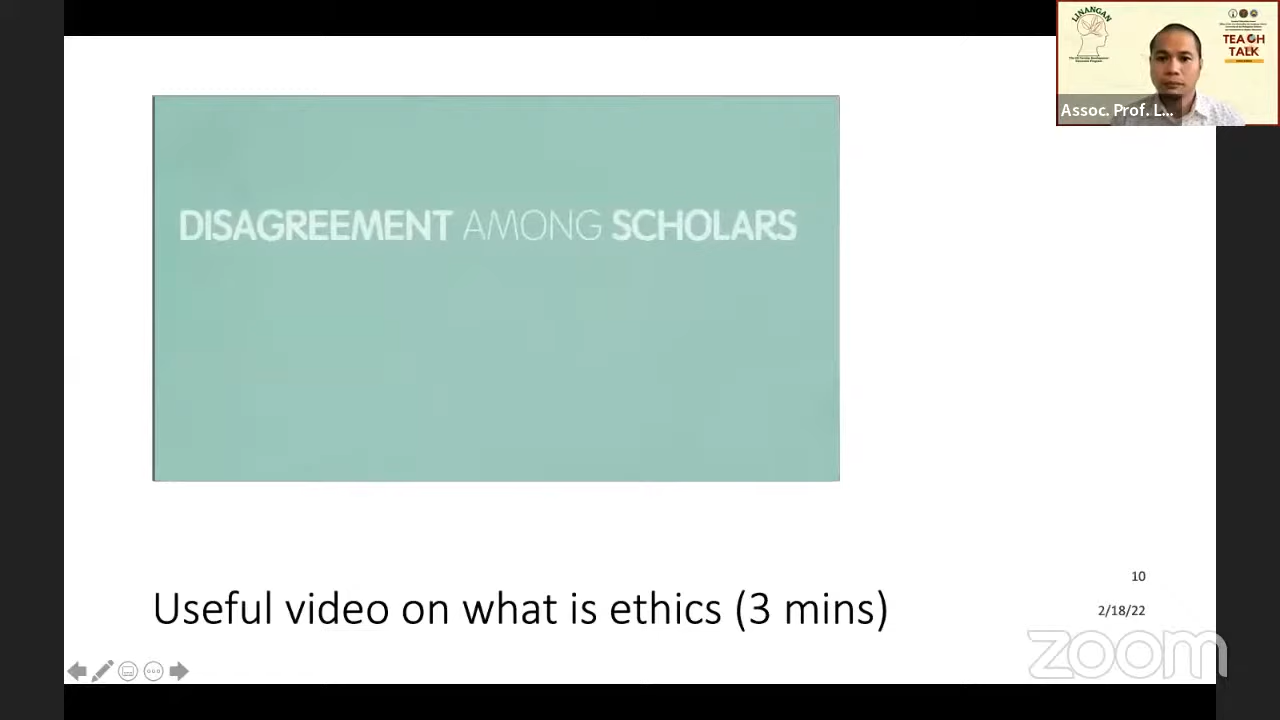 LINANGAN
TEACH
TALK
Assoc. Prof. L...
DISAGREEMENT AMONG SCHOLARS
10
Useful video on what is ethics (3 mins)
2/18/22
zoom